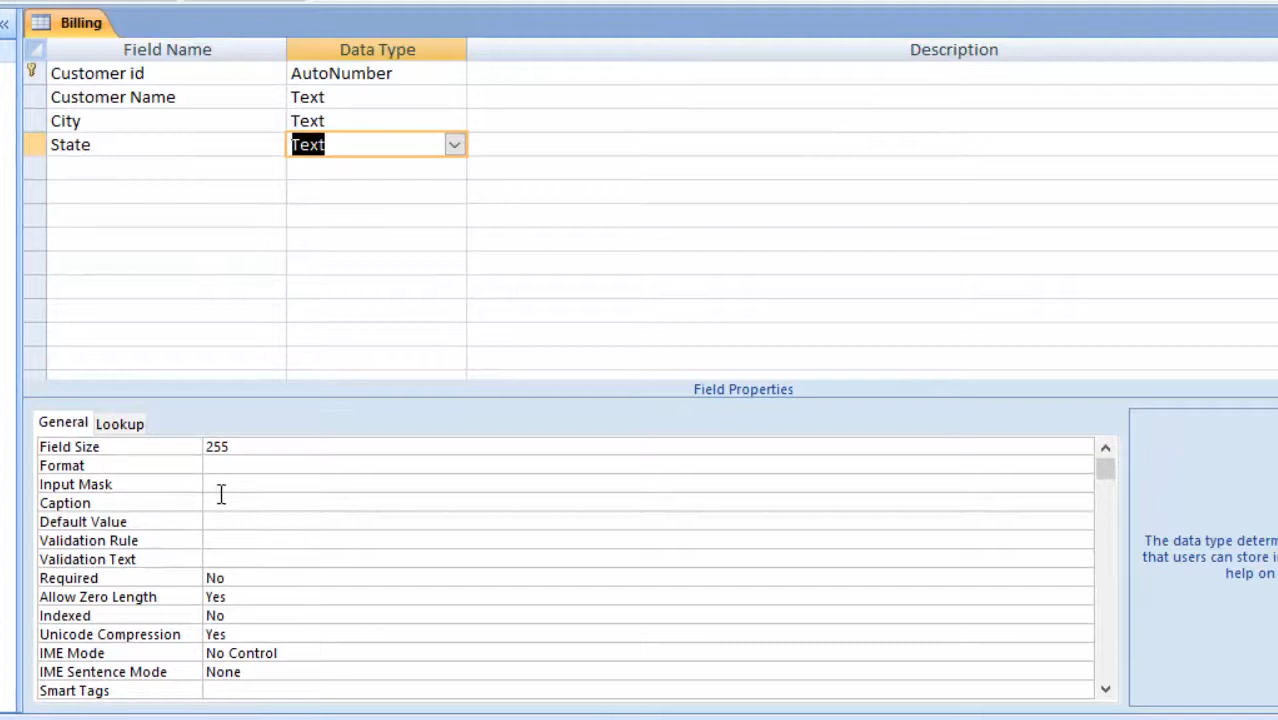 «
Billing
Field Name Data Type Description
Customer id AutoNumber
Customer Name Text
City Text
State Text
Field Properties
General Lookup
Field Size 255
Format
Input Mask
Caption
Default Value
Validation Rule
Validation Text
Required No
Allow Zero Length Yes
Indexed No
Unicode Compression Yes
IME Mode No Control
IME Sentence Mode None
Smart Tags
The data type determ
that users can store i
help on